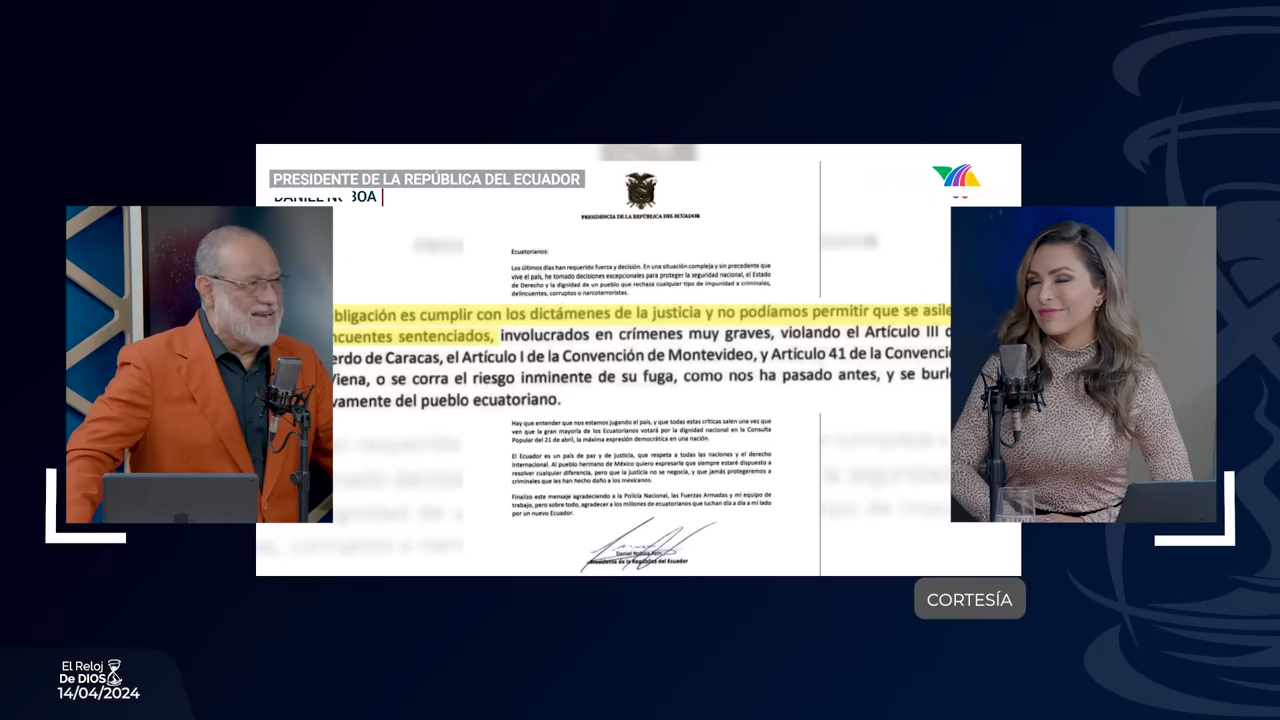 PRESIDENTE DE LA REPÚBLICA DEL ECUADOR
DANIEL NOBOA
PRESIDENCIA DE LA REPÚBLICA DEL ECUADOR
Ecuatorianos:
Los últimos días han requerido fuerza y decisión. En una situación compleja y sin precedente que
vive el país, he tomado decisiones excepcionales para proteger la seguridad nacional, el Estado
de Derecho y la dignidad de un pueblo que rechaza cualquier tipo de impunidad a criminales,
delincuentes, corruptos o narcoterroristas.
bligación es cumplir con los dictámenes de la justicia y no podíamos permitir que se asile
ncuentes sentenciados, involucrados en crímenes muy graves, violando el Artículo III d
erdo de Caracas, el Artículo I de la Convención de Montevideo, y Artículo 41 de la Convenció
Viena, o se corra el riesgo inminente de su fuga, como nos ha pasado antes, y se burl
vamente del pueblo ecuatoriano.
Hay que entender que nos estamos jugando el país, y que todas estas críticas salen una vez que
ven que la gran mayoría de los Ecuatorianos votará por la dignidad nacional en la Consulta
Popular del 21 de abril, la máxima expresión democrática en una nación.
El Ecuador es un país de paz y de justicia, que respeta a todas las naciones y el derecho
internacional. Al pueblo hermano de México quiero expresarle que siempre estaré dispuesto a
resolver cualquier diferencia, pero que la justicia no se negocia, y que jamás protegeremos a
criminales que les han hecho daño a los mexicanos.
Finalizo este mensaje agradeciendo a la Policía Nacional, las Fuerzas Armadas y mi equipo de
trabajo, pero sobre todo, agradecer a los millones de ecuatorianos que luchan día a día a mi lado
por un nuevo Ecuador.
Daniel Noboa Azín
Presidente de la República del Ecuador
CORTESÍA
El Reloj
De DIOS
14/04/2024